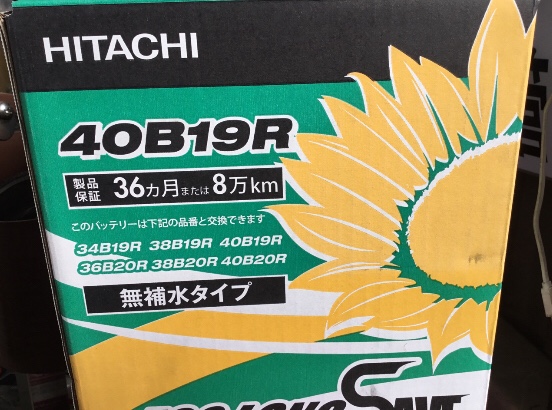 HITACHI
40B19R
製品保証 36カ月または8万km
このバッテリーは下記の品番と交換できます
34B19R 38B19R 40B19R
36B20R 38B20R 40B20R
無補水タイプ
SAVE